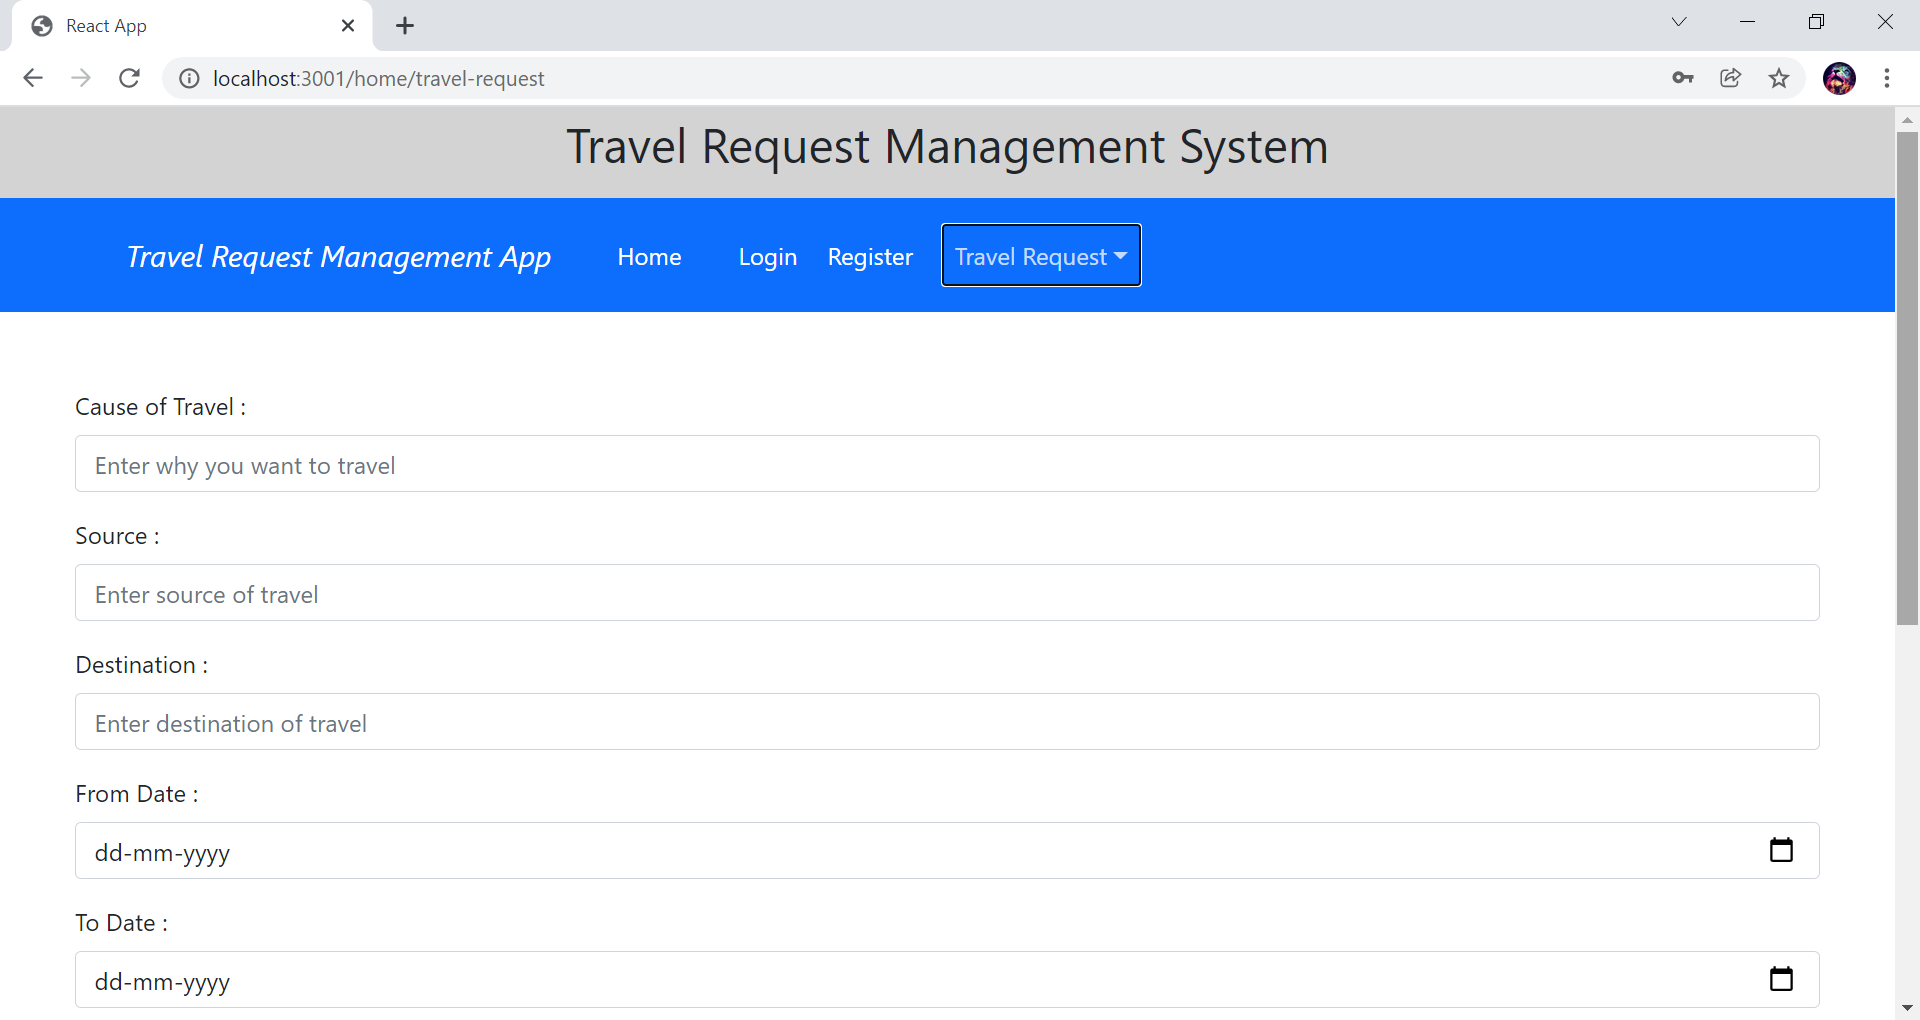 React App
localhost:3001/home/travel-request
Travel Request Management System
Travel Request Management App Home Login Register Travel Request
Cause of Travel :
Enter why you want to travel
Source :
Enter source of travel
Destination :
Enter destination of travel
From Date :
dd-mm-yyyy
To Date :
dd-mm-yyyy